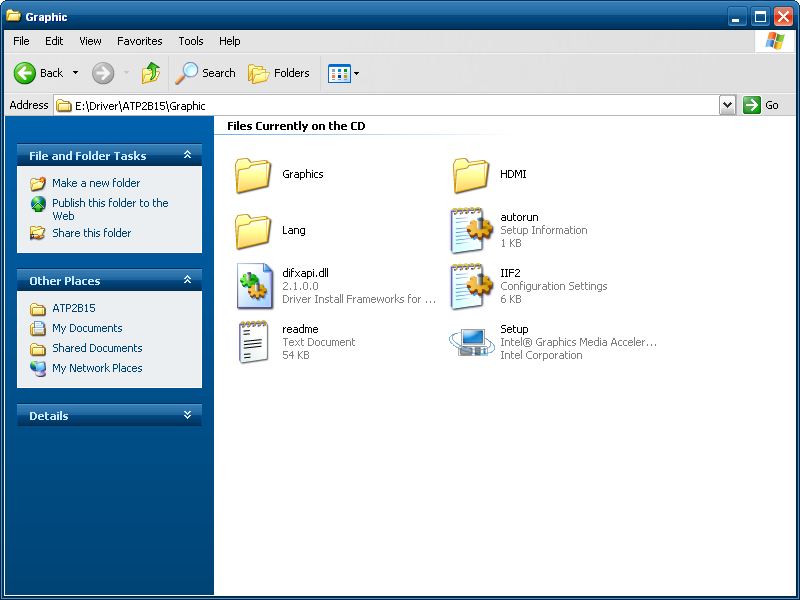 Graphic
File Edit View Favorites Tools Help
Back Search Folders
Address E:\Driver\ATP2B15\Graphic Go
Files Currently on the CD
File and Folder Tasks
Make a new folder
Publish this folder to the
Web
Share this folder
Other Places
ATP2B15
My Documents
Shared Documents
My Network Places
Details
Graphics
HDMI
Lang
autorun
Setup Information
1 KB
difxapi.dll
2.1.0.0
Driver Install Frameworks for ...
IIF2
Configuration Settings
6 KB
readme
Text Document
54 KB
Setup
Intel® Graphics Media Acceler...
Intel Corporation